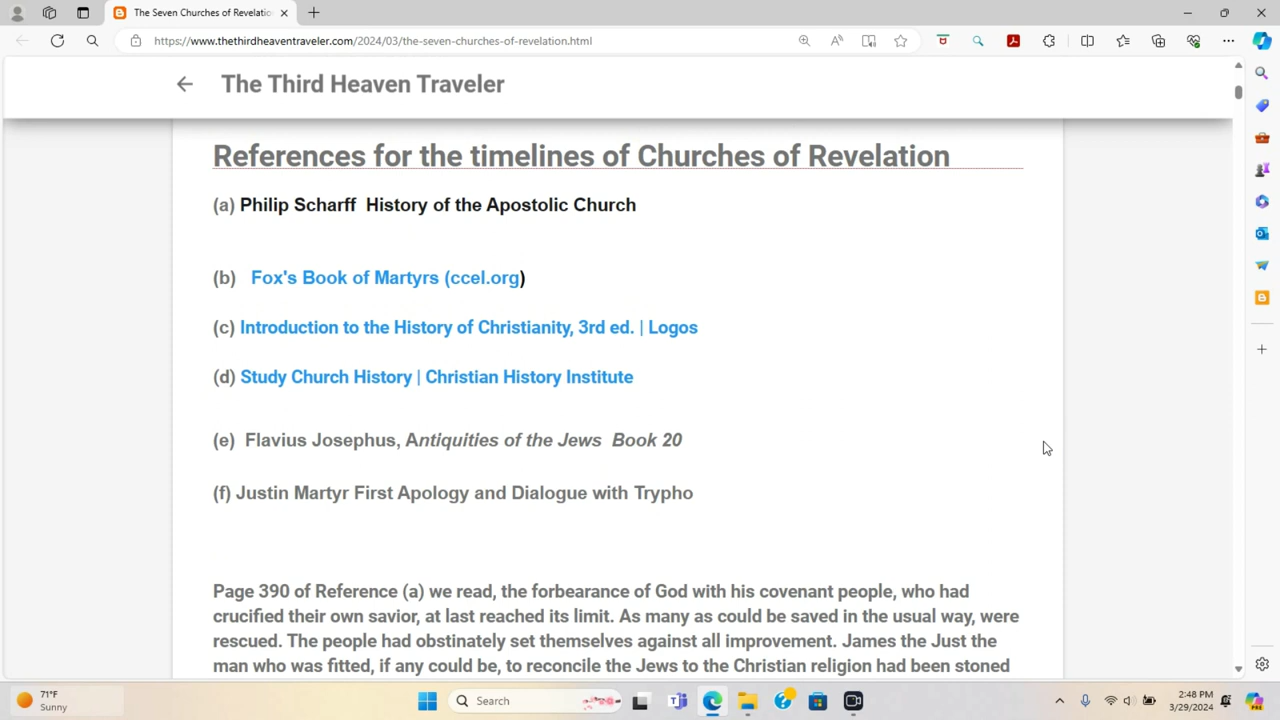 The Seven Churches of Revelatio
https://www.thethirdheaventraveler.com/2024/03/the-seven-churches-of-revelation.html
The Third Heaven Traveler
References for the timelines of Churches of Revelation
(a) Philip Scharff History of the Apostolic Church
(b) Fox's Book of Martyrs (ccel.org)
(c) Introduction to the History of Christianity, 3rd ed. | Logos
(d) Study Church History | Christian History Institute
(e) Flavius Josephus, Antiquities of the Jews Book 20
(f) Justin Martyr First Apology and Dialogue with Trypho
Page 390 of Reference (a) we read, the forbearance of God with his covenant people, who had
crucified their own savior, at last reached its limit. As many as could be saved in the usual way, were
rescued. The people had obstinately set themselves against all improvement. James the Just the
man who was fitted, if any could be, to reconcile the Jews to the Christian religion had been stoned
71°F
Sunny
Search
2:48 PM
3/29/2024